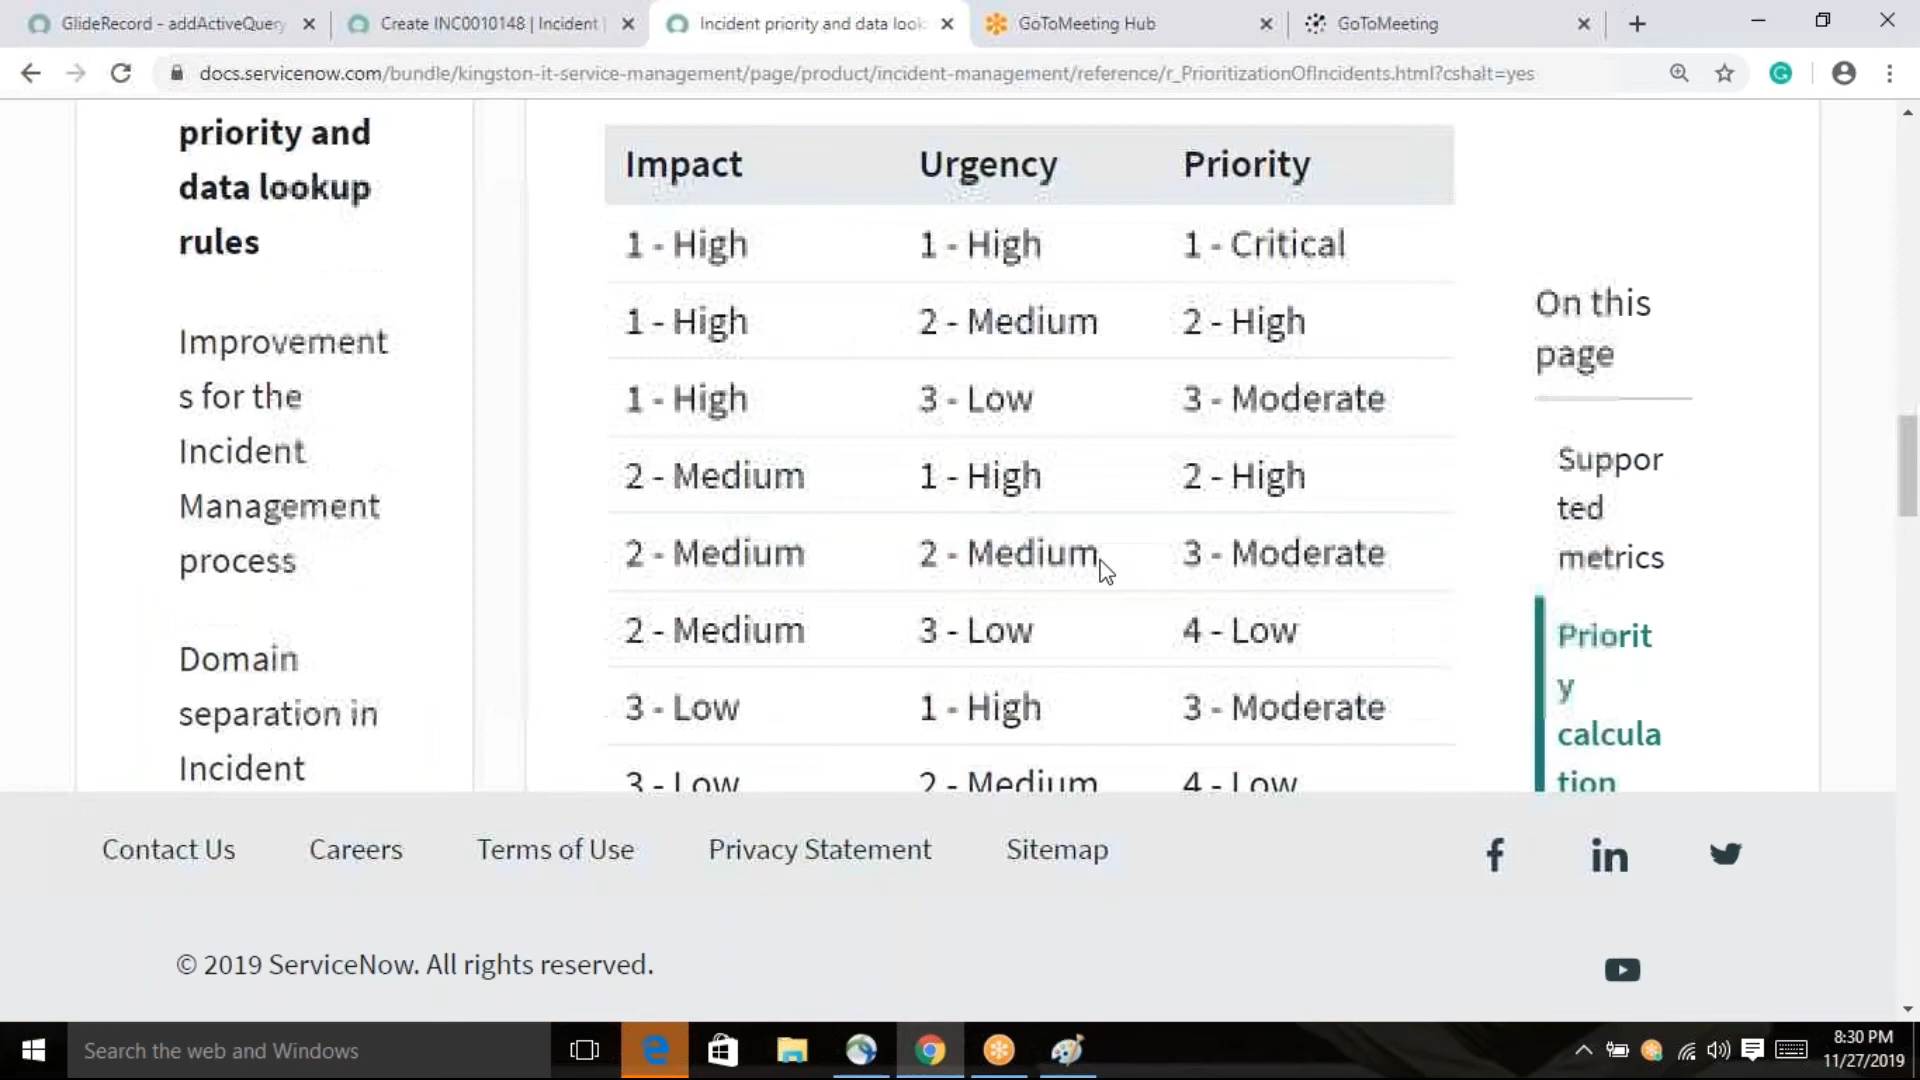 GlideRecord - addActiveQuery
Create INC0010148 | Incident |
Incident priority and data look
GoToMeeting Hub
GoToMeeting
docs.servicenow.com/bundle/kingston-it-service-management/page/product/incident-management/reference/r_PrioritizationOfIncidents.html?cshalt=yes
priority and
data lookup
rules
Improvement
s for the
Incident
Management
process
Domain
separation in
Incident
Impact Urgency Priority
1 - High 1 - High 1 - Critical
1 - High 2 - Medium 2 - High
1 - High 3 - Low 3 - Moderate
2 - Medium 1 - High 2 - High
2 - Medium 2 - Medium 3 - Moderate
2 - Medium 3 - Low 4 - Low
3 - Low 1 - High 3 - Moderate
3 - Low 2 - Medium 4 - Low
On this
page
Suppor
ted
metrics
Priorit
y
calcula
tion
Contact Us Careers Terms of Use Privacy Statement Sitemap
© 2019 ServiceNow. All rights reserved.
Search the web and Windows
8:30 PM
11/27/2019